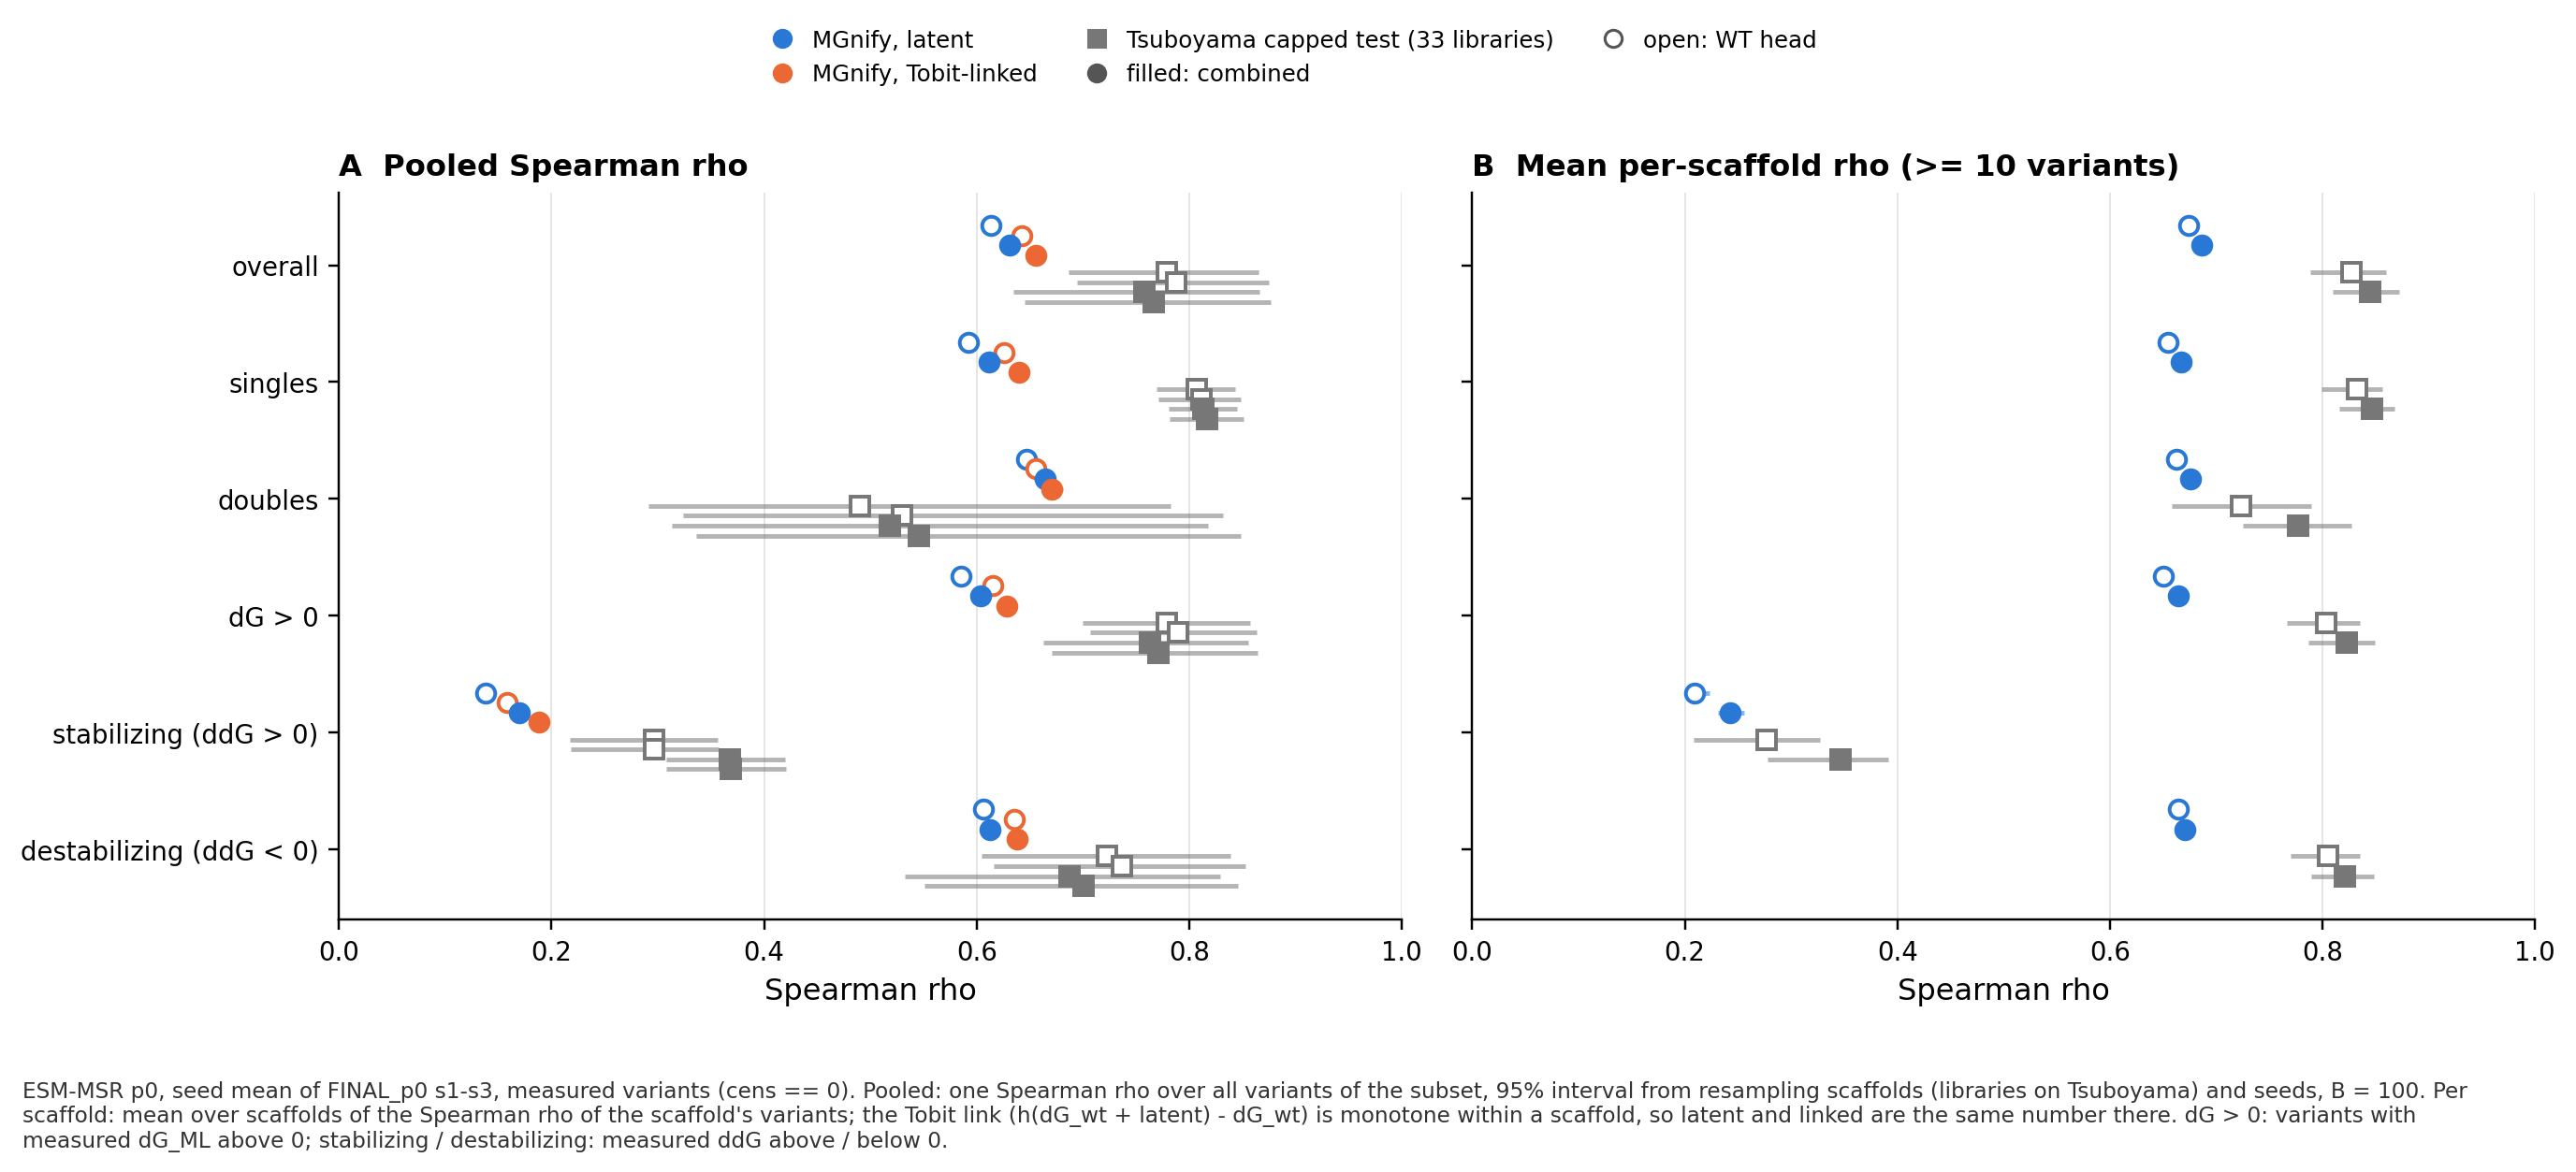 MGnify, latent
MGnify, Tobit-linked
Tsuboyama capped test (33 libraries)
filled: combined
open: WT head
A  Pooled Spearman rho
overall
singles
doubles
dG > 0
stabilizing (ddG > 0)
destabilizing (ddG < 0)
0.0 0.2 0.4 0.6 0.8 1.0
Spearman rho
B  Mean per-scaffold rho (>= 10 variants)
0.0 0.2 0.4 0.6 0.8 1.0
Spearman rho
ESM-MSR p0, seed mean of FINAL_p0 s1-s3, measured variants (cens == 0). Pooled: one Spearman rho over all variants of the subset, 95% interval from resampling scaffolds (libraries on Tsuboyama) and seeds, B = 100. Per
scaffold: mean over scaffolds of the Spearman rho of the scaffold's variants; the Tobit link (h(dG_wt + latent) - dG_wt) is monotone within a scaffold, so latent and linked are the same number there. dG > 0: variants with
measured dG_ML above 0; stabilizing / destabilizing: measured ddG above / below 0.